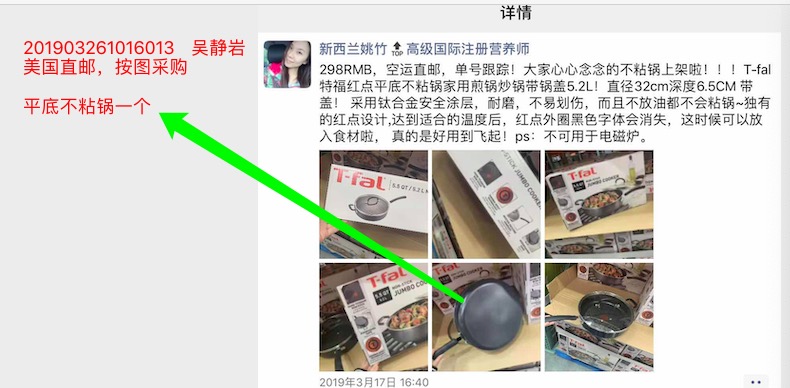 详情
201903261016013 吴静岩
美国直邮，按图采购
平底不粘锅一个
新西兰姚竹 TOP 高级国际注册营养师
298RMB，空运直邮，单号跟踪！大家心心念念的不粘锅上架啦！！！T-fal
特福红点平底不粘锅家用煎锅炒锅带锅盖5.2L！直径32cm深度6.5CM 带
盖！ 采用钛合金安全涂层，耐磨，不易划伤，而且不放油都不会粘锅~独有
的红点设计,达到适合的温度后，红点外圈黑色字体会消失，这时候可以放
入食材啦， 真的是好用到飞起！ps：不可用于电磁炉。
T-fal
5.5 QT / 5.2 L
JUMBO COOKER
T-fal
JUMBO COOKER
T-fal
5.5 QT
JUMBO COOKER
2019年3月17日 16:40